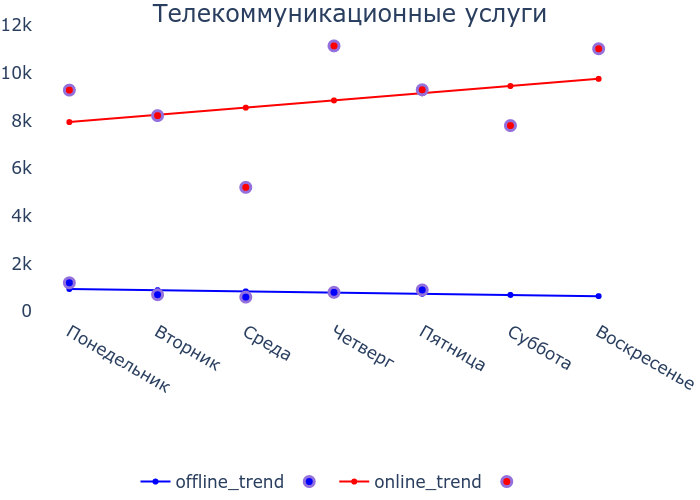 Телекоммуникационные услуги
12k
10k
8k
6k
4k
2k
0
Понедельник
Вторник
Среда
Четверг
Пятница
Суббота
Воскресенье
offline_trend
online_trend